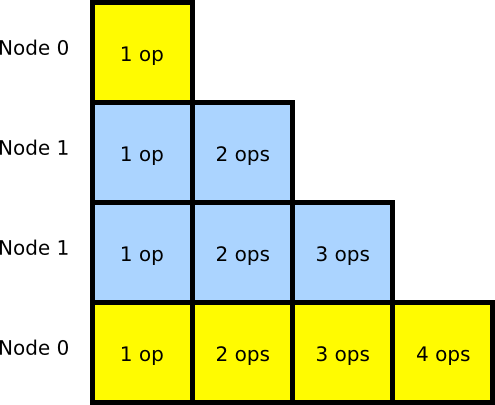 Node 0 1 op
Node 1 1 op 2 ops
Node 1 1 op 2 ops 3 ops
Node 0 1 op 2 ops 3 ops 4 ops